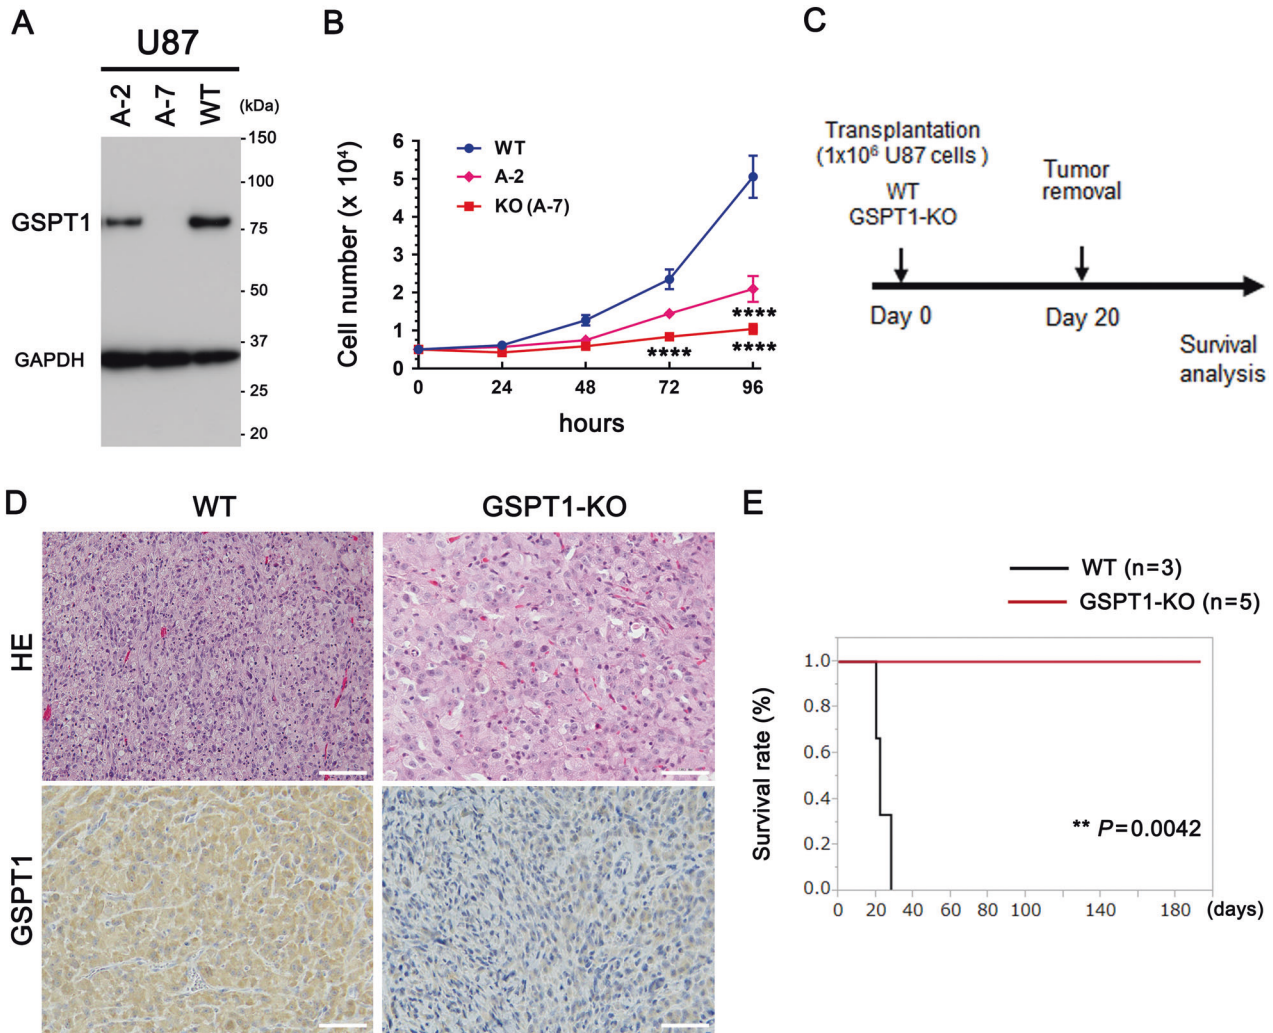 A
U87
A-2
A-7
WT
(kDa)
GSPT1
GAPDH
- 150
- 100
- 75
- 50
- 37
- 25
- 20
B
Cell number (x 10⁴)
6
5
4
3
2
1
0
WT
A-2
KO (A-7)
****
****
****
0
24
48
72
96
hours
C
Transplantation
(1x10⁶ U87 cells )
WT
GSPT1-KO
Tumor
removal
Day 0
Day 20
Survival
analysis
D
WT
GSPT1-KO
HE
GSPT1
E
WT (n=3)
GSPT1-KO (n=5)
Survival rate (%)
1.0
0.8
0.6
0.4
0.2
0.0
** P=0.0042
0
20
40
60
80
100
140
180
(days)